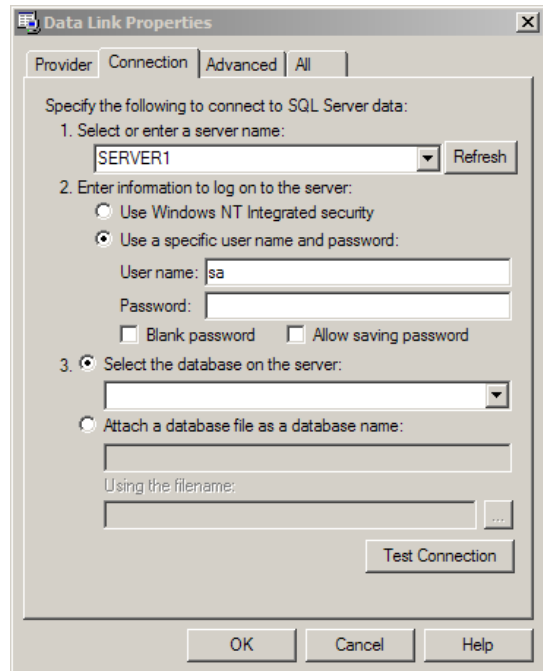 Data Link Properties
Provider Connection Advanced All
Specify the following to connect to SQL Server data:
1. Select or enter a server name:
SERVER1 Refresh
2. Enter information to log on to the server:
Use Windows NT Integrated security
Use a specific user name and password:
User name: sa
Password:
Blank password Allow saving password
3. Select the database on the server:
Attach a database file as a database name:
Using the filename:
...
Test Connection
OK Cancel Help